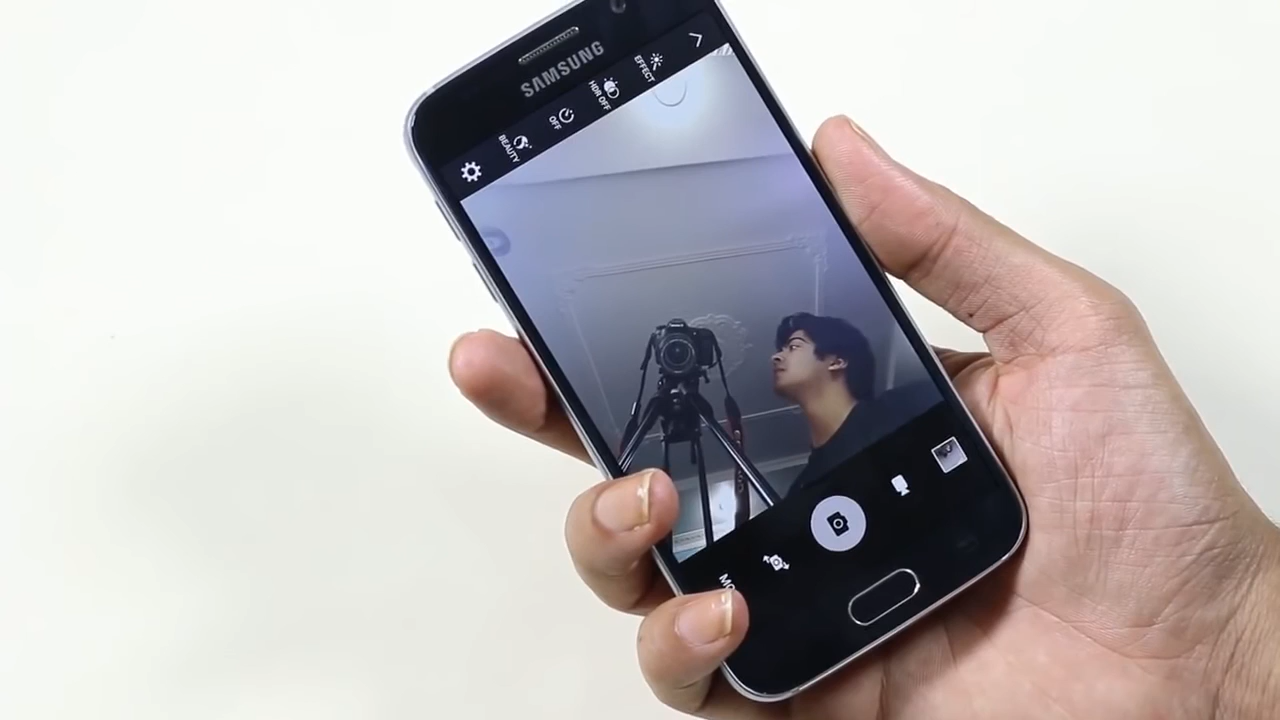 SAMSUNG
EFFECT
HDR OFF
OFF
BEAUTY